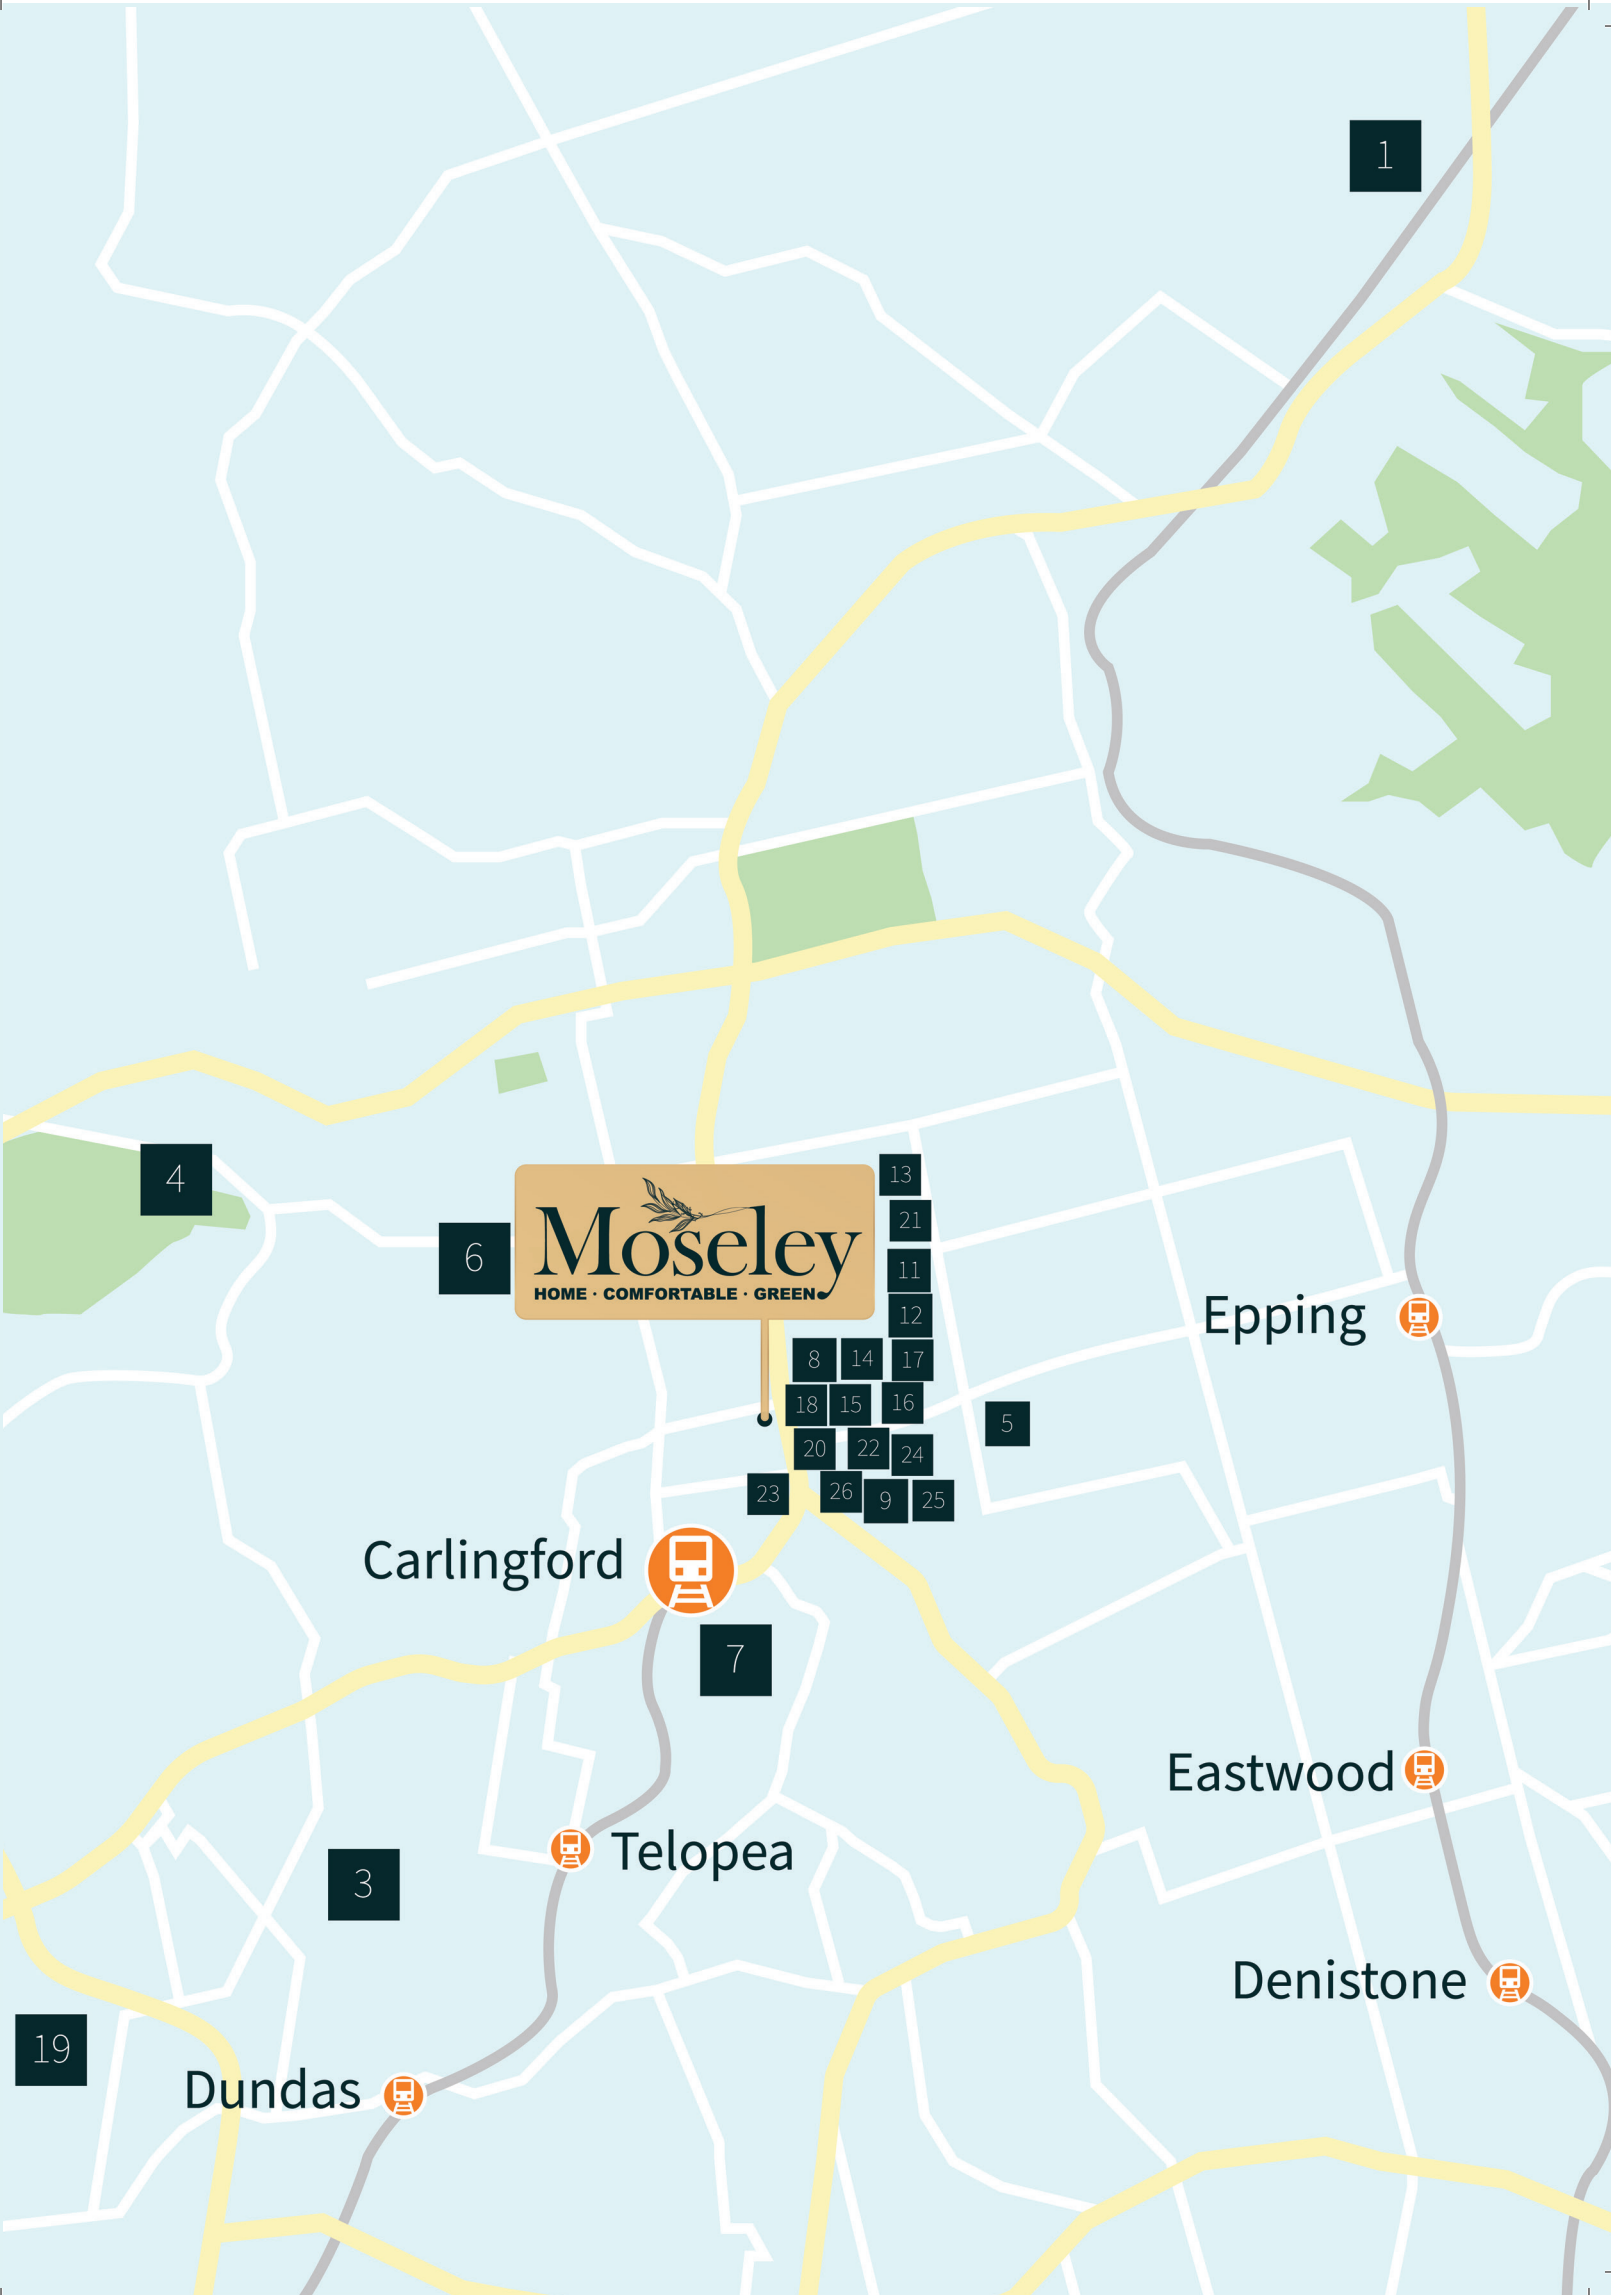 1
4
13
Moseley
HOME · COMFORTABLE · GREEN
21
6
11
12
Epping
8 14 17
18 15 16
5
20 22 24
23 26 9 25
Carlingford
7
Eastwood
Telopea
3
Denistone
19
Dundas